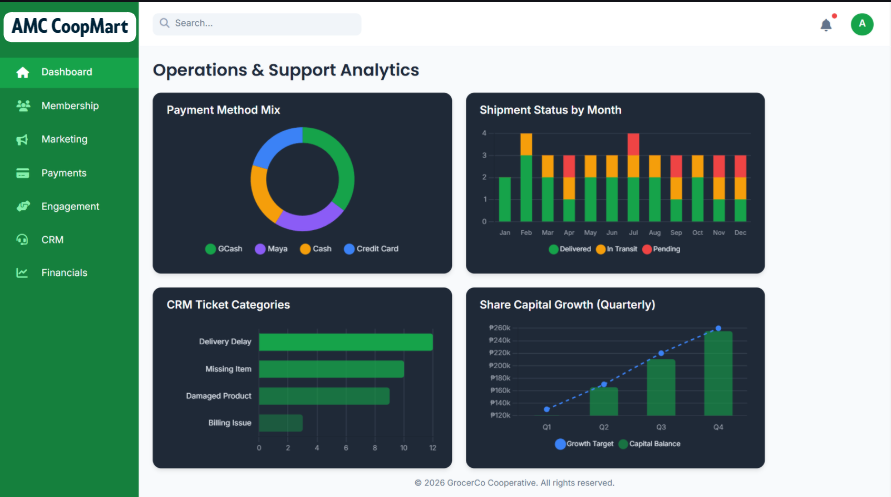 AMC CoopMart
Search...
A
Dashboard
Membership
Marketing
Payments
Engagement
CRM
Financials
Operations & Support Analytics
Payment Method Mix
GCash Maya Cash Credit Card
Shipment Status by Month
4
3
2
1
0
Jan Feb Mar Apr May Jun Jul Aug Sep Oct Nov Dec
Delivered In Transit Pending
CRM Ticket Categories
Delivery Delay
Missing Item
Damaged Product
Billing Issue
0 2 4 6 8 10 12
Share Capital Growth (Quarterly)
₱260k
₱240k
₱220k
₱200k
₱180k
₱160k
₱140k
₱120k
Q1 Q2 Q3 Q4
Growth Target Capital Balance
© 2026 GrocerCo Cooperative. All rights reserved.